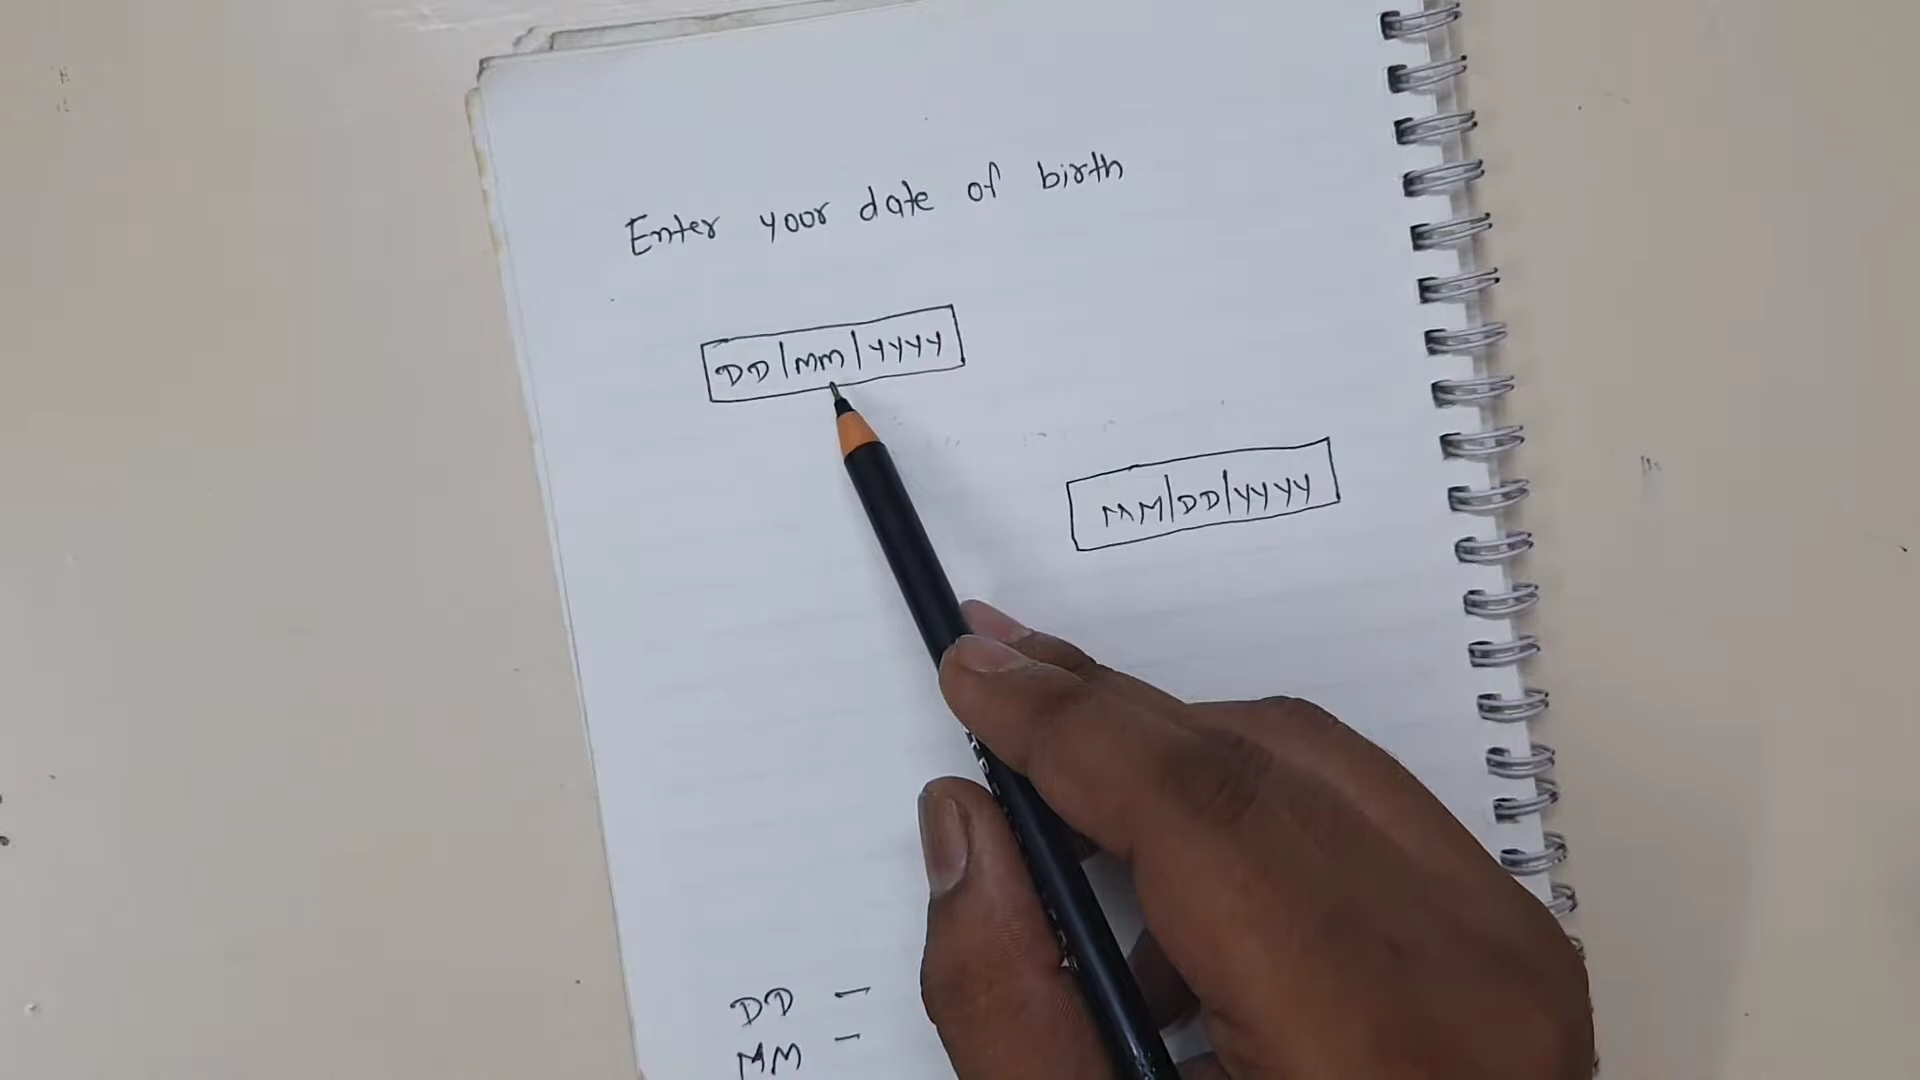 Enter your date of birth
DD|MM|YYYY
MM|DD|YYYY
DD -
MM -